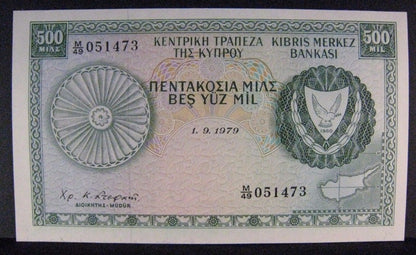 500
ΜΙΛΣ
M/49 051473
ΚΕΝΤΡΙΚΗ ΤΡΑΠΕΖΑ
ΤΗΣ ΚΥΠΡΟΥ
KIBRIS MERKEZ
BANKASI
500
MİL
ΠΕΝΤΑΚΟΣΙΑ ΜΙΛΣ
BEŞ YÜZ MİL
1.9.1979
1960
M/49 051473
ΔΙΟΙΚΗΤΗΣ - MÜDÜR